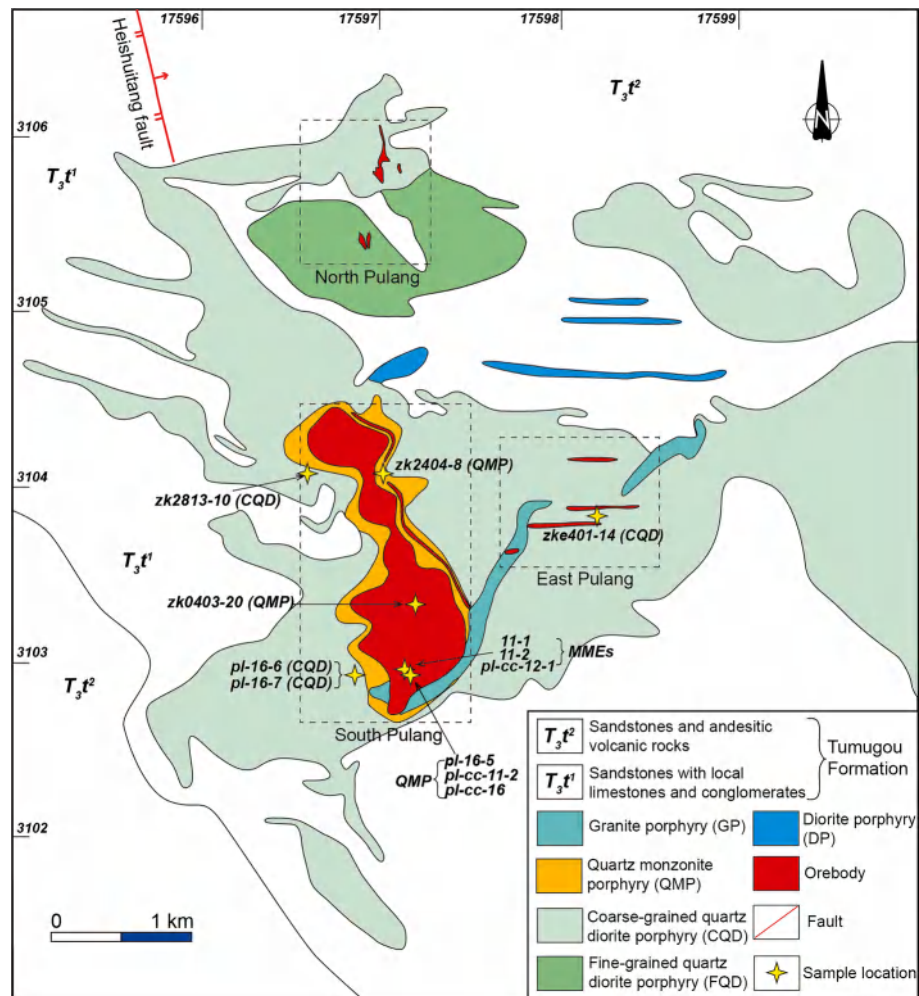 17596
17597
17598
17599
Heishuitang fault
T₃t²
N
3106
T₃t¹
North Pulang
3105
3104
zk2404-8 (QMP)
zk2813-10 (CQD)
zke401-14 (CQD)
T₃t¹
East Pulang
zk0403-20 (QMP)
11-1
11-2
pl-cc-12-1
MMEs
3103
pl-16-6 (CQD)
pl-16-7 (CQD)
T₃t²
South Pulang
QMP
pl-16-5
pl-cc-11-2
pl-cc-16
3102
0
1 km
T₃t²
Sandstones and andesitic
volcanic rocks
T₃t¹
Sandstones with local
limestones and conglomerates
Tumugou
Formation
Granite porphyry (GP)
Diorite porphyry
(DP)
Quartz monzonite
porphyry (QMP)
Orebody
Coarse-grained quartz
diorite porphyry (CQD)
Fault
Fine-grained quartz
diorite porphyry (FQD)
Sample location